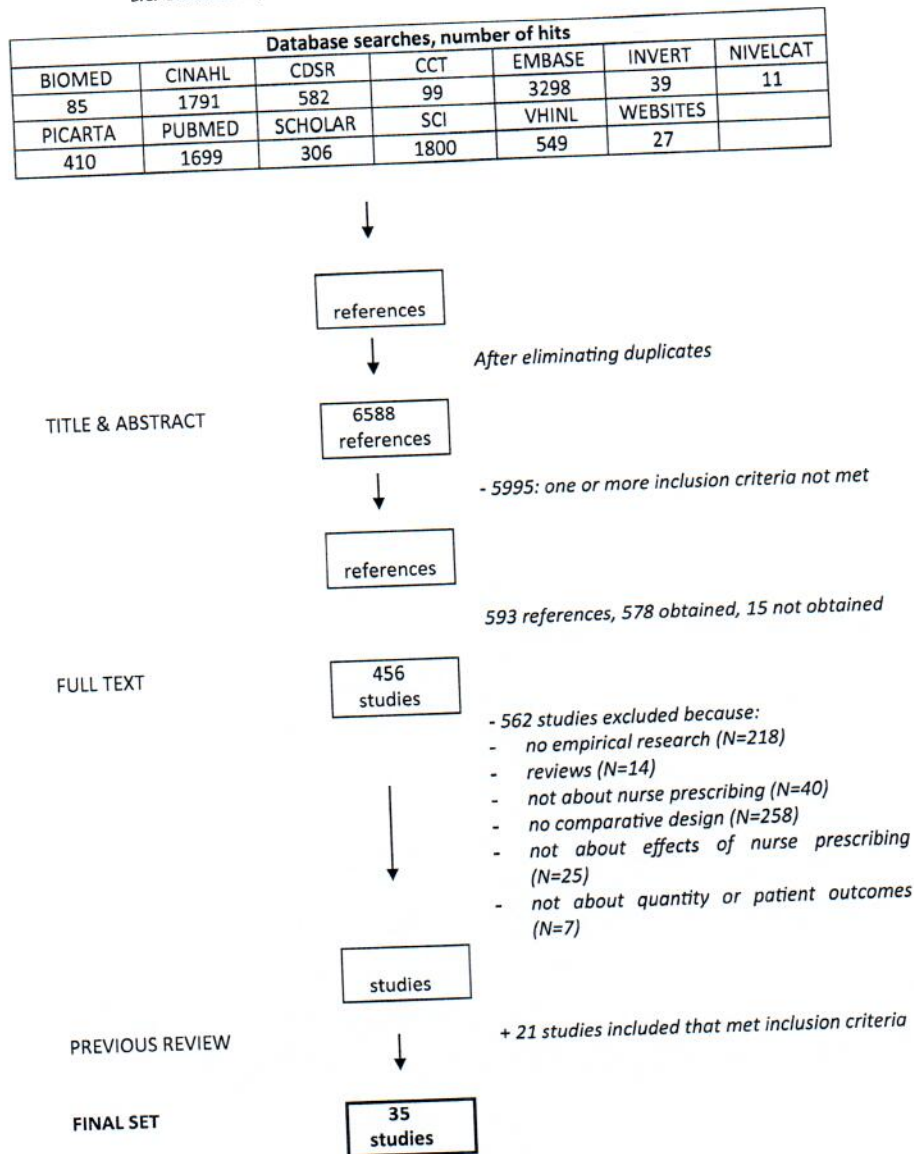 Database searches, number of hits
BIOMED CINAHL CDSR CCT EMBASE INVERT NIVELCAT
85 1791 582 99 3298 39 11
PICARTA PUBMED SCHOLAR SCI VHINL WEBSITES
410 1699 306 1800 549 27
references
After eliminating duplicates
TITLE & ABSTRACT
6588
references
- 5995: one or more inclusion criteria not met
references
593 references, 578 obtained, 15 not obtained
FULL TEXT
456
studies
- 562 studies excluded because:
- no empirical research (N=218)
- reviews (N=14)
- not about nurse prescribing (N=40)
- no comparative design (N=258)
- not about effects of nurse prescribing
(N=25)
- not about quantity or patient outcomes
(N=7)
studies
PREVIOUS REVIEW
+ 21 studies included that met inclusion criteria
FINAL SET
35
studies